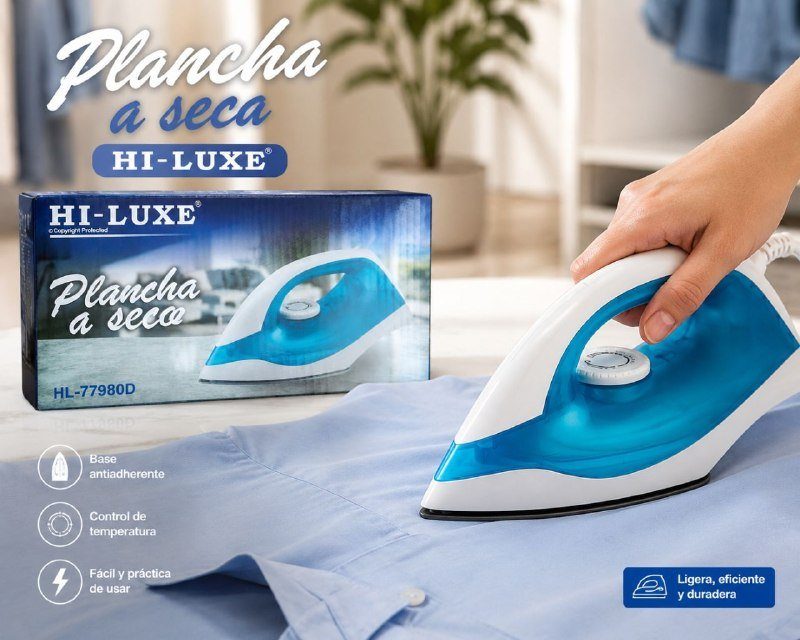 Plancha
a seca
HI-LUXE®
HI-LUXE®
© Copyright Protected
Plancha
a seco
HL-77980D
Base
antiadherente
Control de
temperatura
Fácil y práctica
de usar
Ligera, eficiente
y duradera